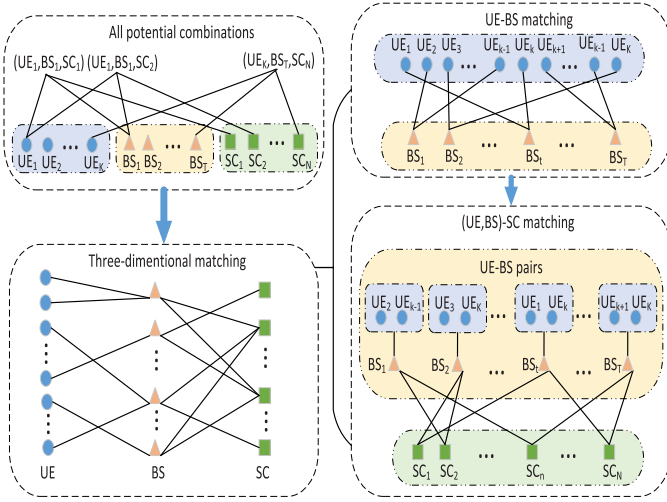 All potential combinations
(UE1,BS1,SC1) (UE1,BS1,SC2) (UEK,BST,SCN)
UE1 UE2 ... UEK BS1 BS2 ... BST SC1 SC2 ... SCN
Three-dimentional matching
UE BS SC
UE-BS matching
UE1 UE2 UE3 ... UEk-1 UEk UEk+1 ... UEk-1 UEK
BS1 BS2 ... BSt ... BST
(UE,BS)-SC matching
UE-BS pairs
UE2 UEk-1 UE3 UEK ... UE1 UEk ... UEk+1 UEK
BS1 BS2 ... BSt ... BST
SC1 SC2 ... SCn ... SCN